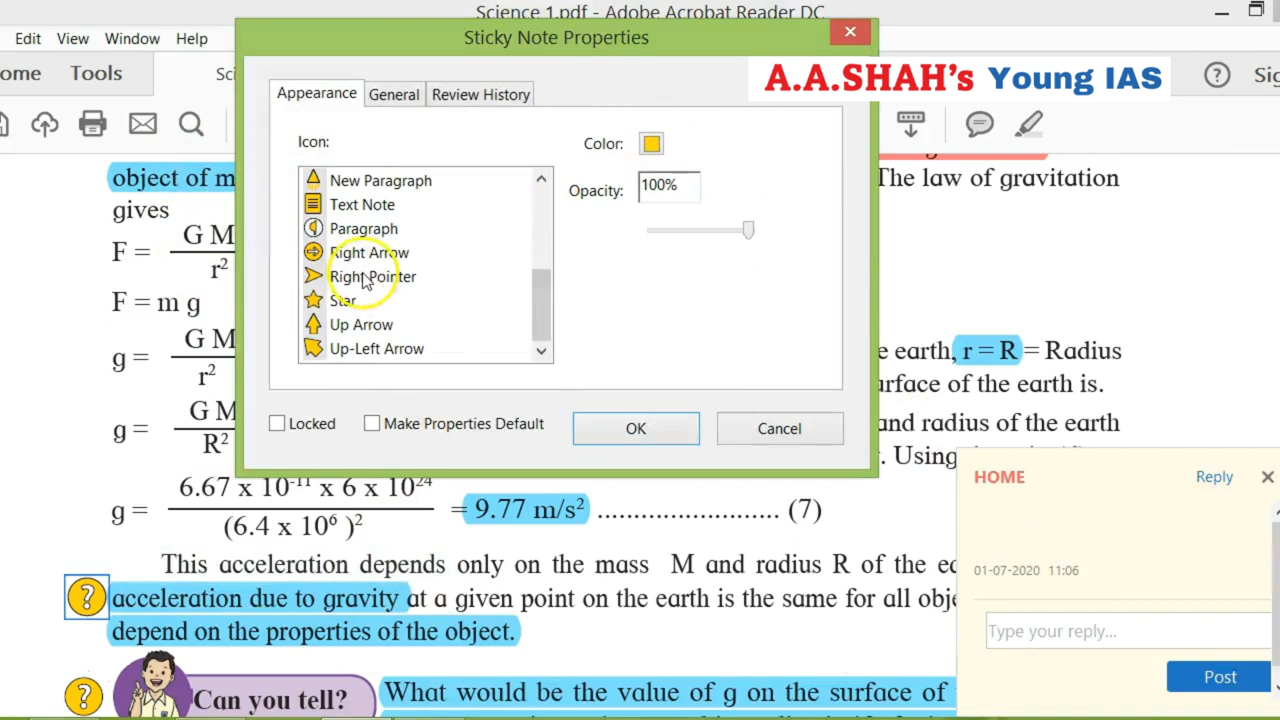 Science 1.pdf - Adobe Acrobat Reader DC
Edit View Window Help
Sticky Note Properties
ome Tools Sci
A.A.SHAH's Young IAS
Sig
Appearance General Review History
Icon:
New Paragraph
Text Note
Paragraph
Right Arrow
Right Pointer
Star
Up Arrow
Up-Left Arrow
Color:
Opacity: 100%
Locked Make Properties Default OK Cancel
object of m The law of gravitation
gives
F = G M / r²
F = m g
g = G M / r²
e earth, r = R = Radius
urface of the earth is.
g = G M / R²
and radius of the earth
. Using
g = 6.67 x 10⁻¹¹ x 6 x 10²⁴ / (6.4 x 10⁶ )² = 9.77 m/s² ........................ (7)
This acceleration depends only on the mass M and radius R of the ea
acceleration due to gravity at a given point on the earth is the same for all obje
depend on the properties of the object.
Can you tell? What would be the value of g on the surface of
HOME Reply
01-07-2020 11:06
Type your reply...
Post